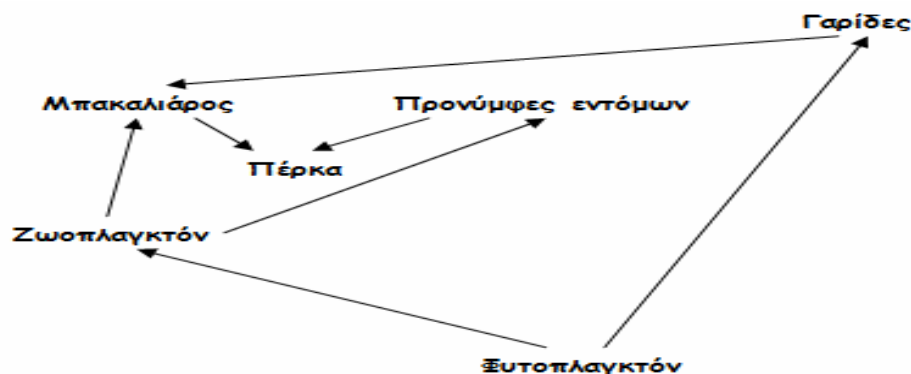 Γαρίδες
Μπακαλιάρος
Προνύμφες εντόμων
Πέρκα
Ζωοπλαγκτόν
Φυτοπλαγκτόν